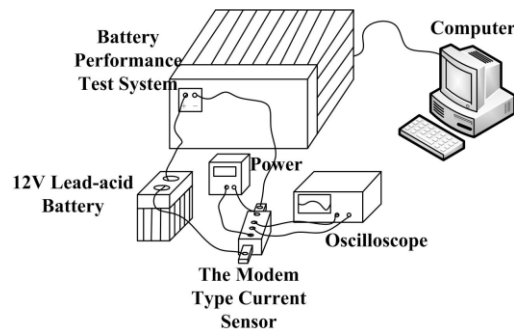 Battery
Performance
Test System
Computer
Power
12V Lead-acid
Battery
Oscilloscope
The Modem
Type Current
Sensor